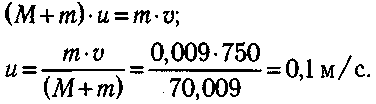 (M+m)·u=m·v;
u = m·v / (M+m) = 0,009·750 / 70,009 = 0,1 м/с.